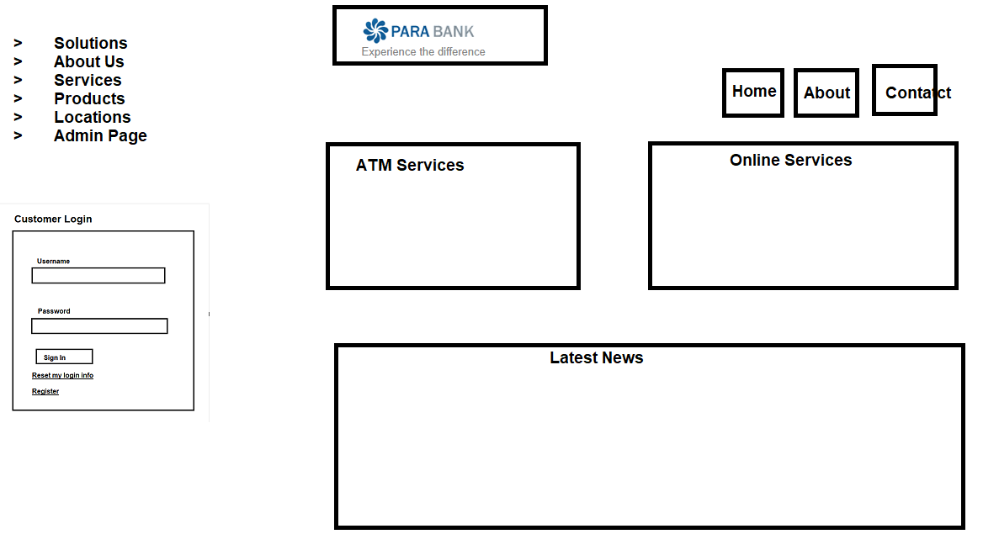 > Solutions
> About Us
> Services
> Products
> Locations
> Admin Page
PARA BANK
Experience the difference
Home
About
Contatct
ATM Services
Online Services
Customer Login
Username
Password
Sign In
Reset my login info
Register
Latest News